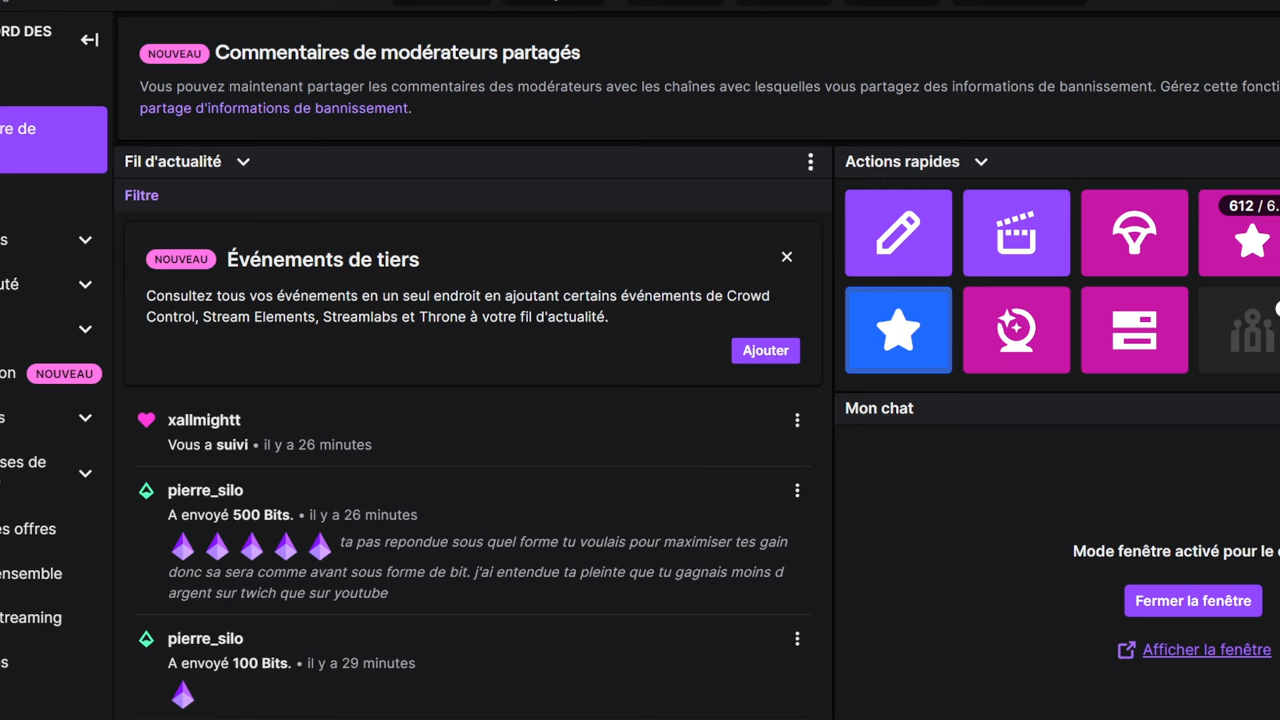 ORD DES
re de
s
uté
on NOUVEAU
s
ses de
es offres
ensemble
treaming
s
NOUVEAU Commentaires de modérateurs partagés
Vous pouvez maintenant partager les commentaires des modérateurs avec les chaînes avec lesquelles vous partagez des informations de bannissement. Gérez cette foncti
partage d'informations de bannissement.
Fil d'actualité
Filtre
NOUVEAU Événements de tiers
Consultez tous vos événements en un seul endroit en ajoutant certains événements de Crowd
Control, Stream Elements, Streamlabs et Throne à votre fil d'actualité.
Ajouter
xallmightt
Vous a suivi • il y a 26 minutes
pierre_silo
A envoyé 500 Bits. • il y a 26 minutes
ta pas repondue sous quel forme tu voulais pour maximiser tes gain
donc sa sera comme avant sous forme de bit. j'ai entendue ta pleinte que tu gagnais moins d
argent sur twich que sur youtube
pierre_silo
A envoyé 100 Bits. • il y a 29 minutes
Actions rapides
612 / 6.
Mon chat
Mode fenêtre activé pour le c
Fermer la fenêtre
Afficher la fenêtre